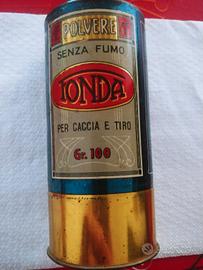 POLVERE
SENZA FUMO
IONDA
PER CACCIA E TIRO
Gr. 100